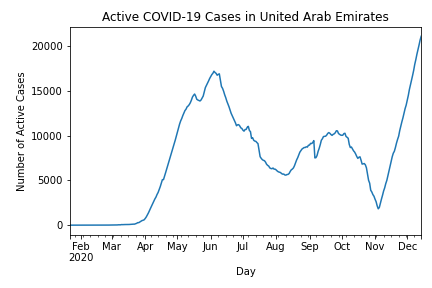 Active COVID-19 Cases in United Arab Emirates
Number of Active Cases
20000
15000
10000
5000
0
Feb Mar Apr May Jun Jul Aug Sep Oct Nov Dec
2020
Day